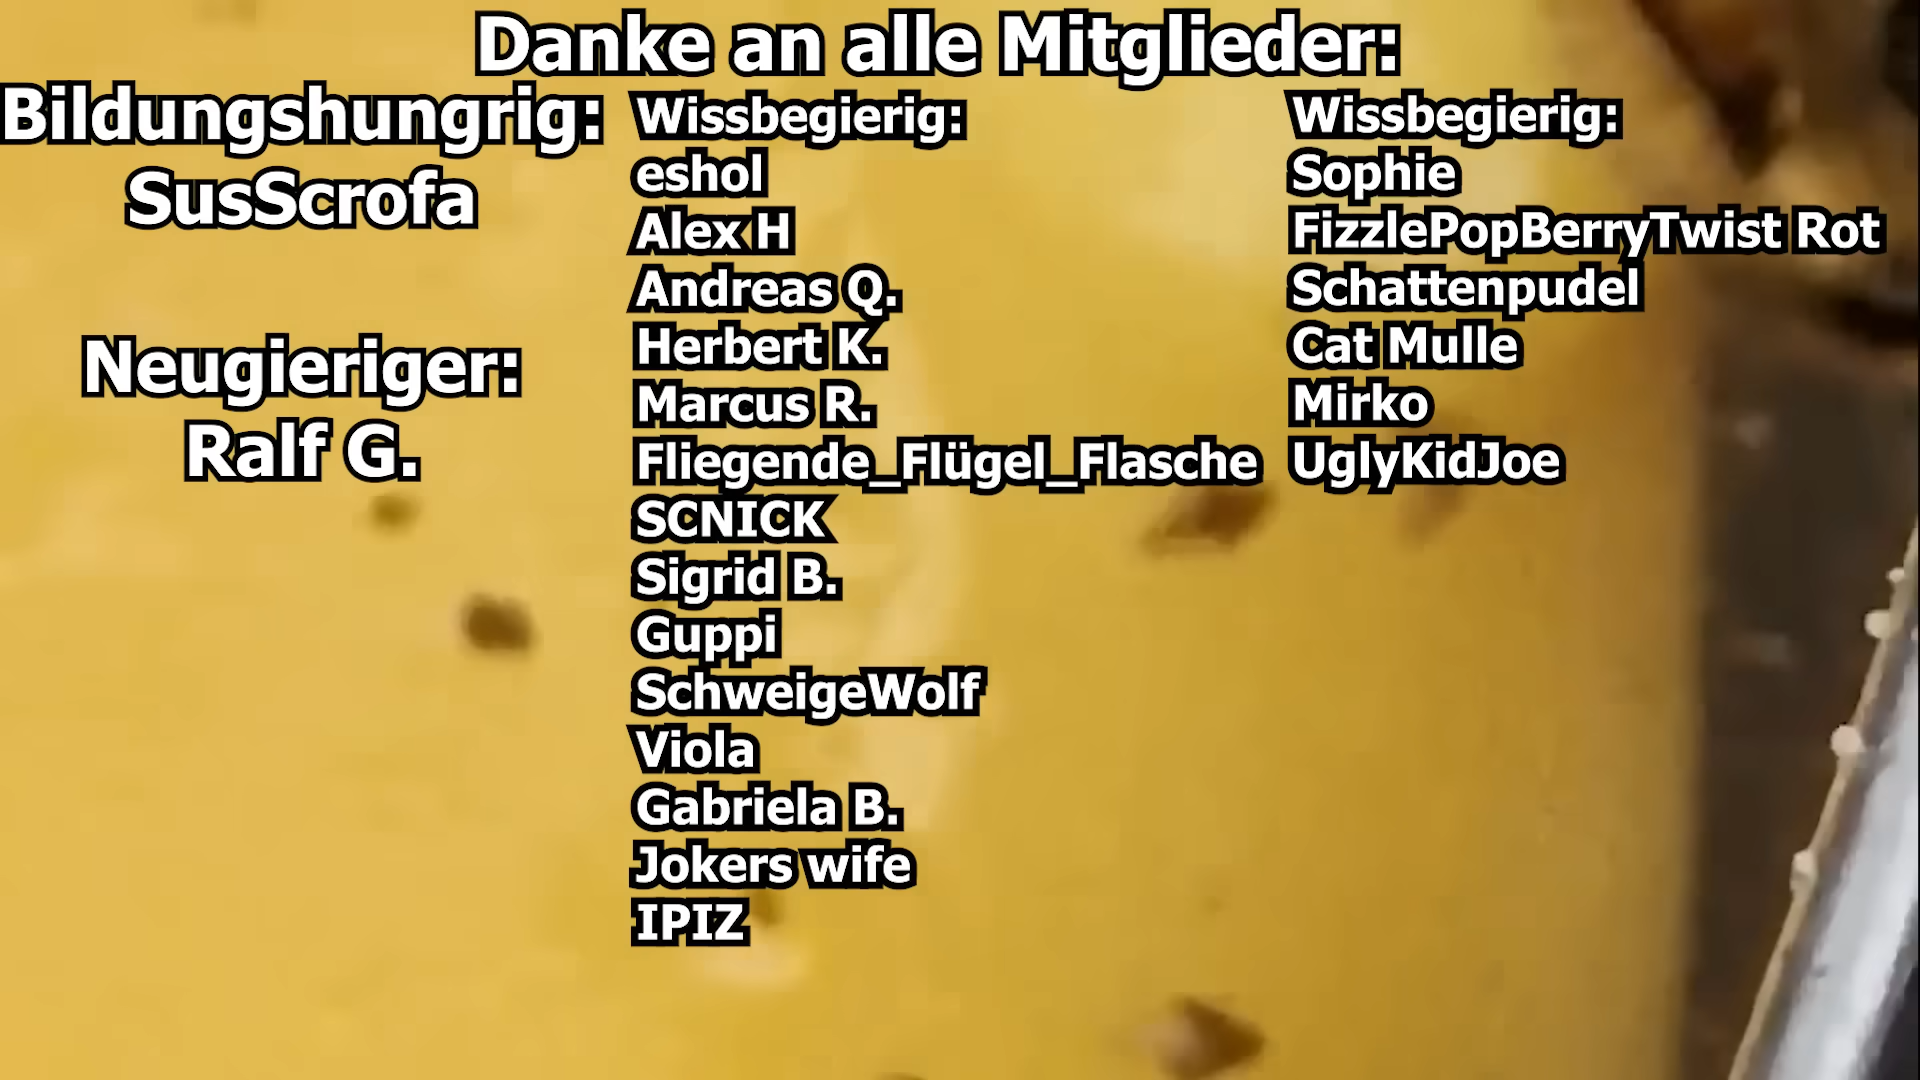 Danke an alle Mitglieder:
Bildungshungrig:
SusScrofa
Neugieriger:
Ralf G.
Wissbegierig:
eshol
Alex H
Andreas Q.
Herbert K.
Marcus R.
Fliegende_Flügel_Flasche
SCNICK
Sigrid B.
Guppi
SchweigeWolf
Viola
Gabriela B.
Jokers wife
IPIZ
Wissbegierig:
Sophie
FizzlePopBerryTwist Rot
Schattenpudel
Cat Mulle
Mirko
UglyKidJoe